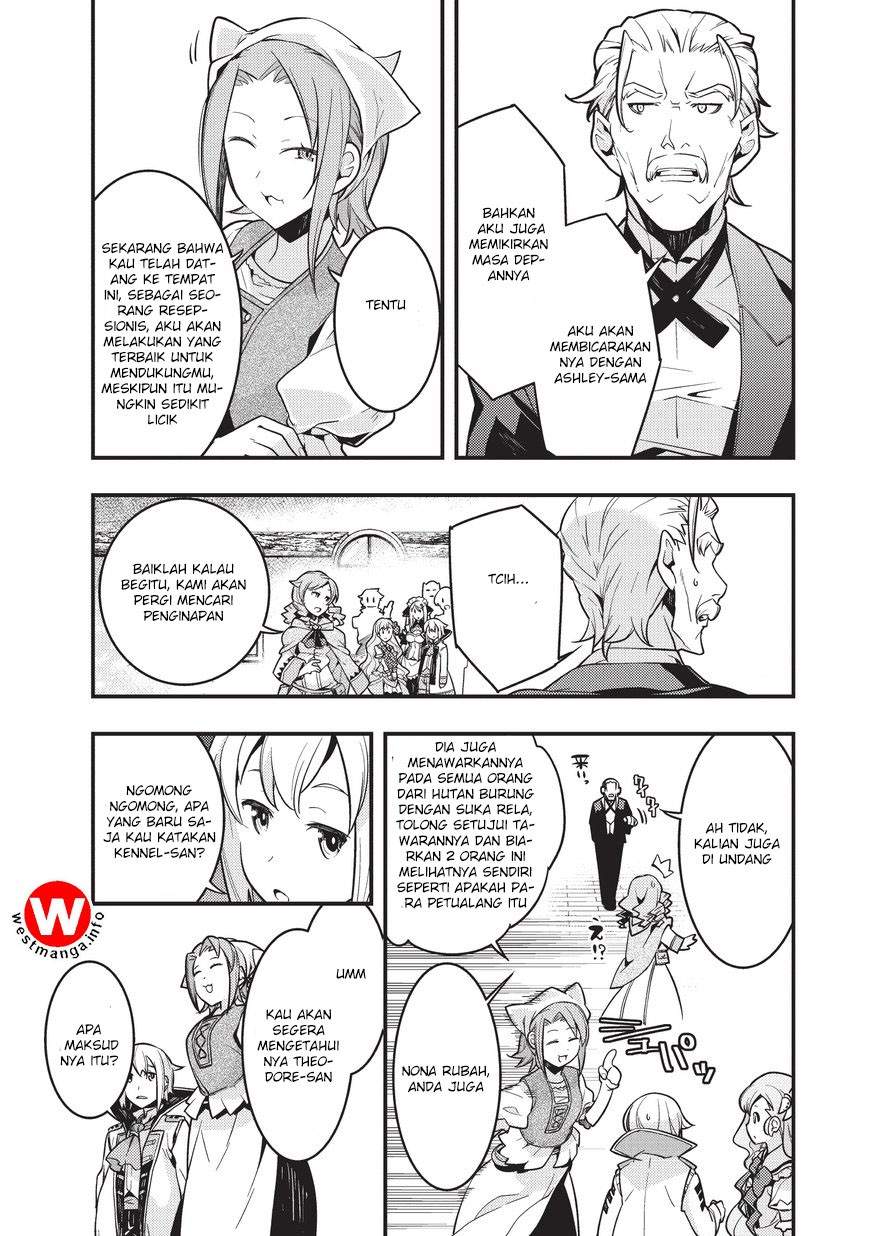 BAHKAN
AKU JUGA
MEMIKIRKAN
MASA DEP-
ANNYA
AKU AKAN
MEMBICARAKA
NYA DENGAN
ASHLEY-SAMA
TENTU
SEKARANG BAHWA
KAU TELAH DAT-
ANG KE TEMPAT
INI, SEBAGAI SEO-
RANG RESEP-
SIONIS, AKU AKAN
MELAKUKAN YANG
TERBAIK UNTUK
MENDUKUNGMU,
MESKIPUN ITU MU-
NGKIN SEDIKIT
LICIK
TCIH...
BAIKLAH KALAU
BEGITU, KAMI AKAN
PERGI MENCARI
PENGINAPAN
AH TIDAK,
KALIAN JUGA
DI UNDANG
DIA JUGA
MENAWARKANNYA
PADA SEMUA ORANG
DARI HUTAN BURUNG
DENGAN SUKA RELA,
TOLONG SETUJUI TA-
WARANNYA DAN BIA-
RKAN 2 ORANG INI
MELIHATNYA SENDIRI
SEPERTI APAKAH PA-
RA PETUALANG ITU
え!?
NONA RUBAH,
ANDA JUGA
NGOMONG
NGOMONG, APA
YANG BARU SA-
JA KAU KATAKAN
KENNEL-SAN?
UMM
KAU AKAN
SEGERA
MENGETAHUI
NYA THEO-
DORE-SAN
APA
MAKSUD
NYA ITU?
W
westmanga.info